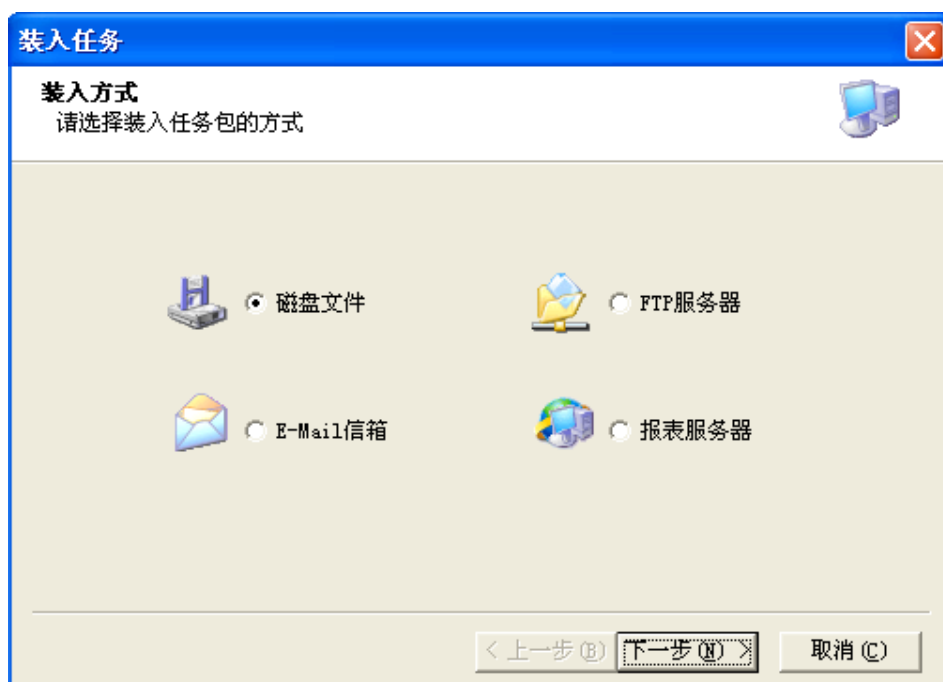 装入任务
装入方式
请选择装入任务包的方式
磁盘文件
FTP服务器
E-Mail信箱
报表服务器
< 上一步(B)
下一步(N) >
取消(C)